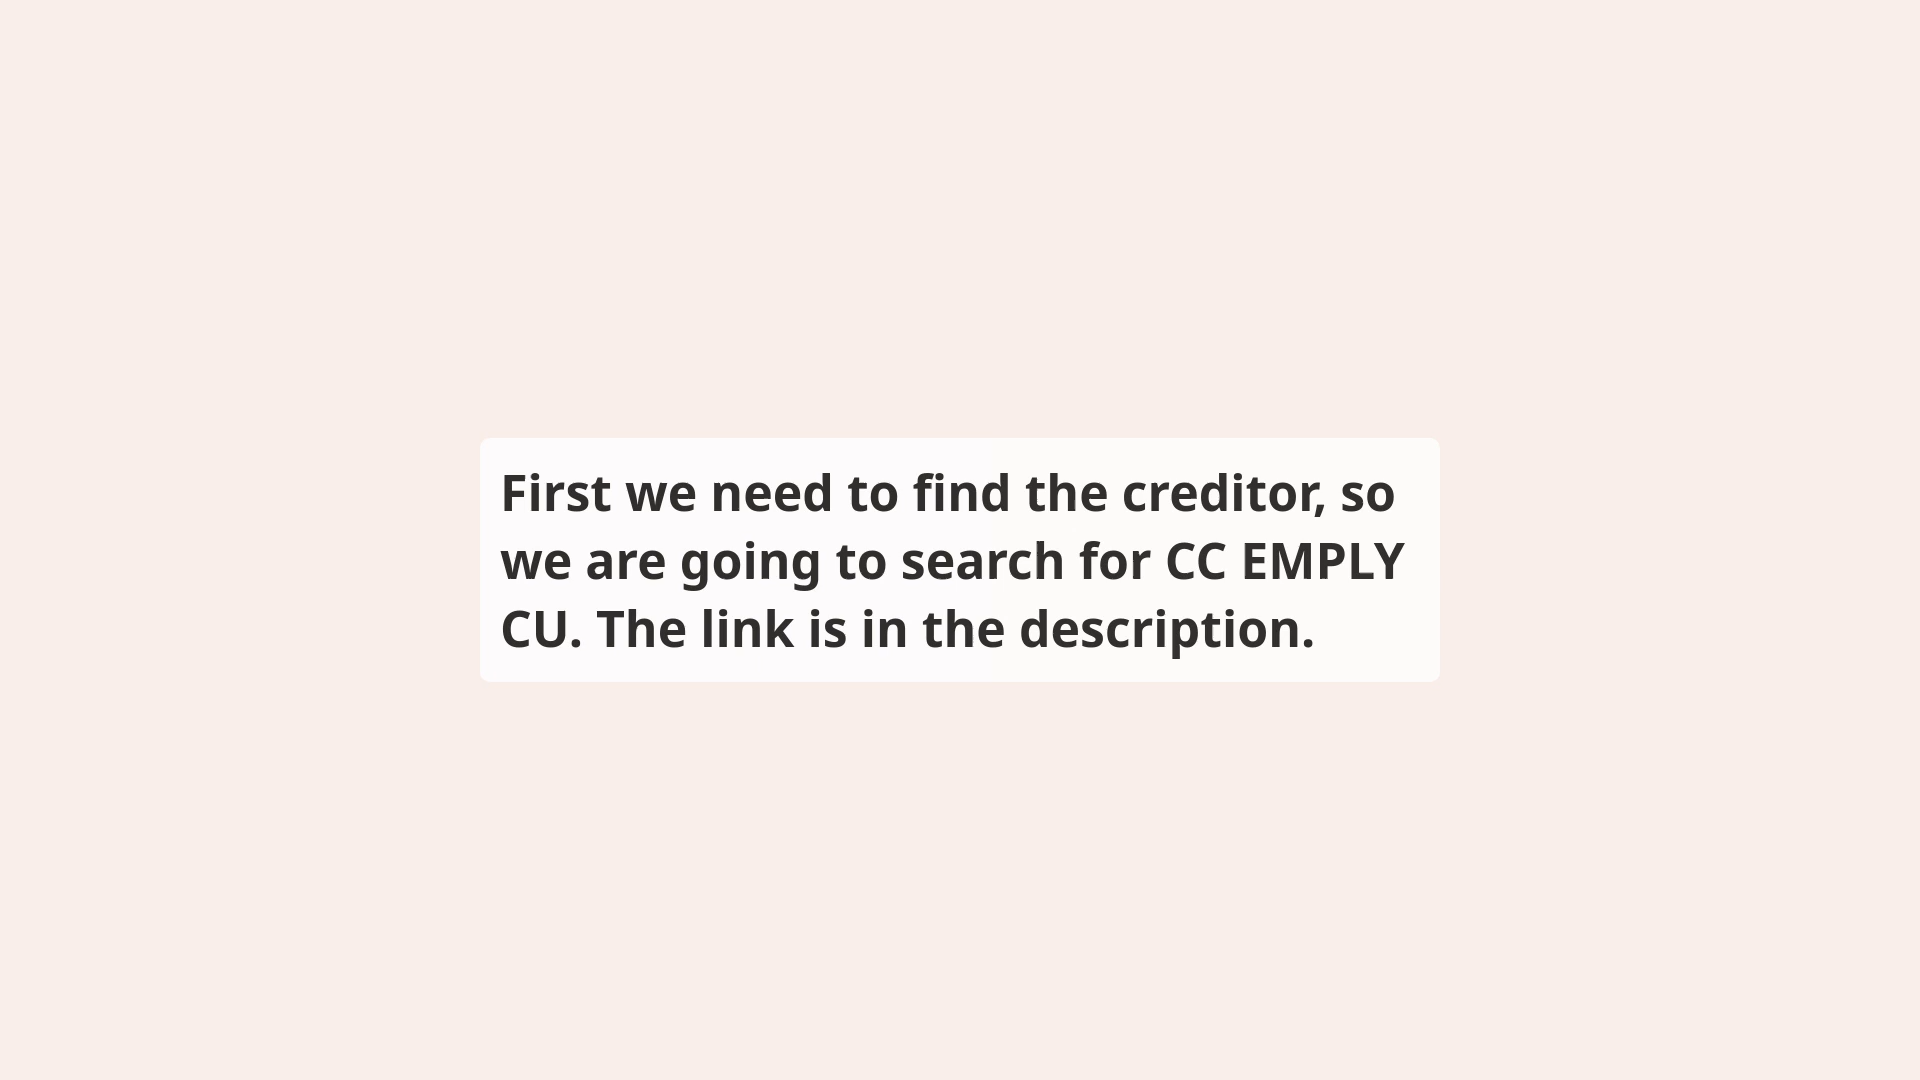 First we need to find the creditor, so
we are going to search for CC EMPLY
CU. The link is in the description.